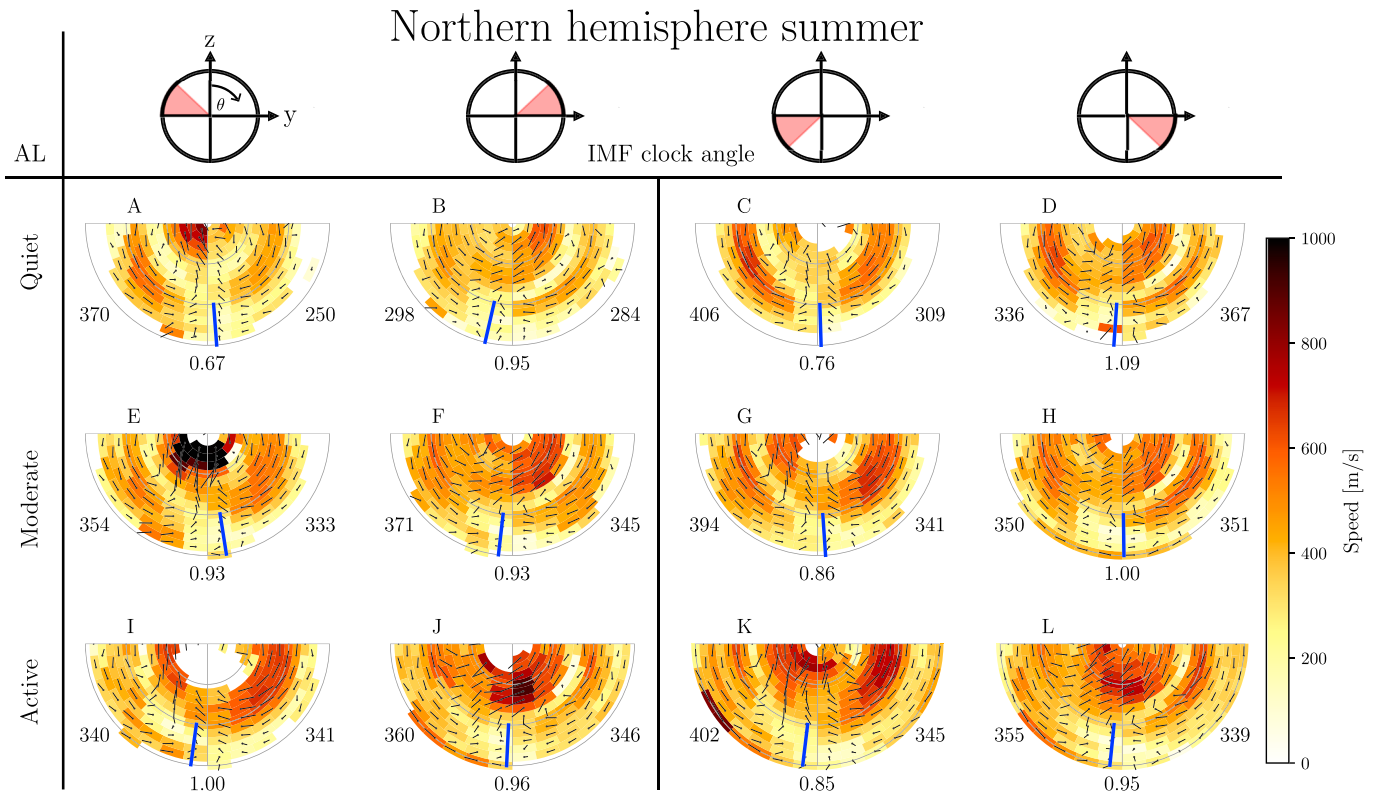 Northern hemisphere summer
z
θ
y
AL
IMF clock angle
A B C D
Quiet
370 250 298 284 406 309 336 367
0.67 0.95 0.76 1.09
E F G H
Moderate
354 333 371 345 394 341 350 351
0.93 0.93 0.86 1.00
I J K L
Active
340 341 360 346 402 345 355 339
1.00 0.96 0.85 0.95
1000
800
600
400
200
0
Speed [m/s]